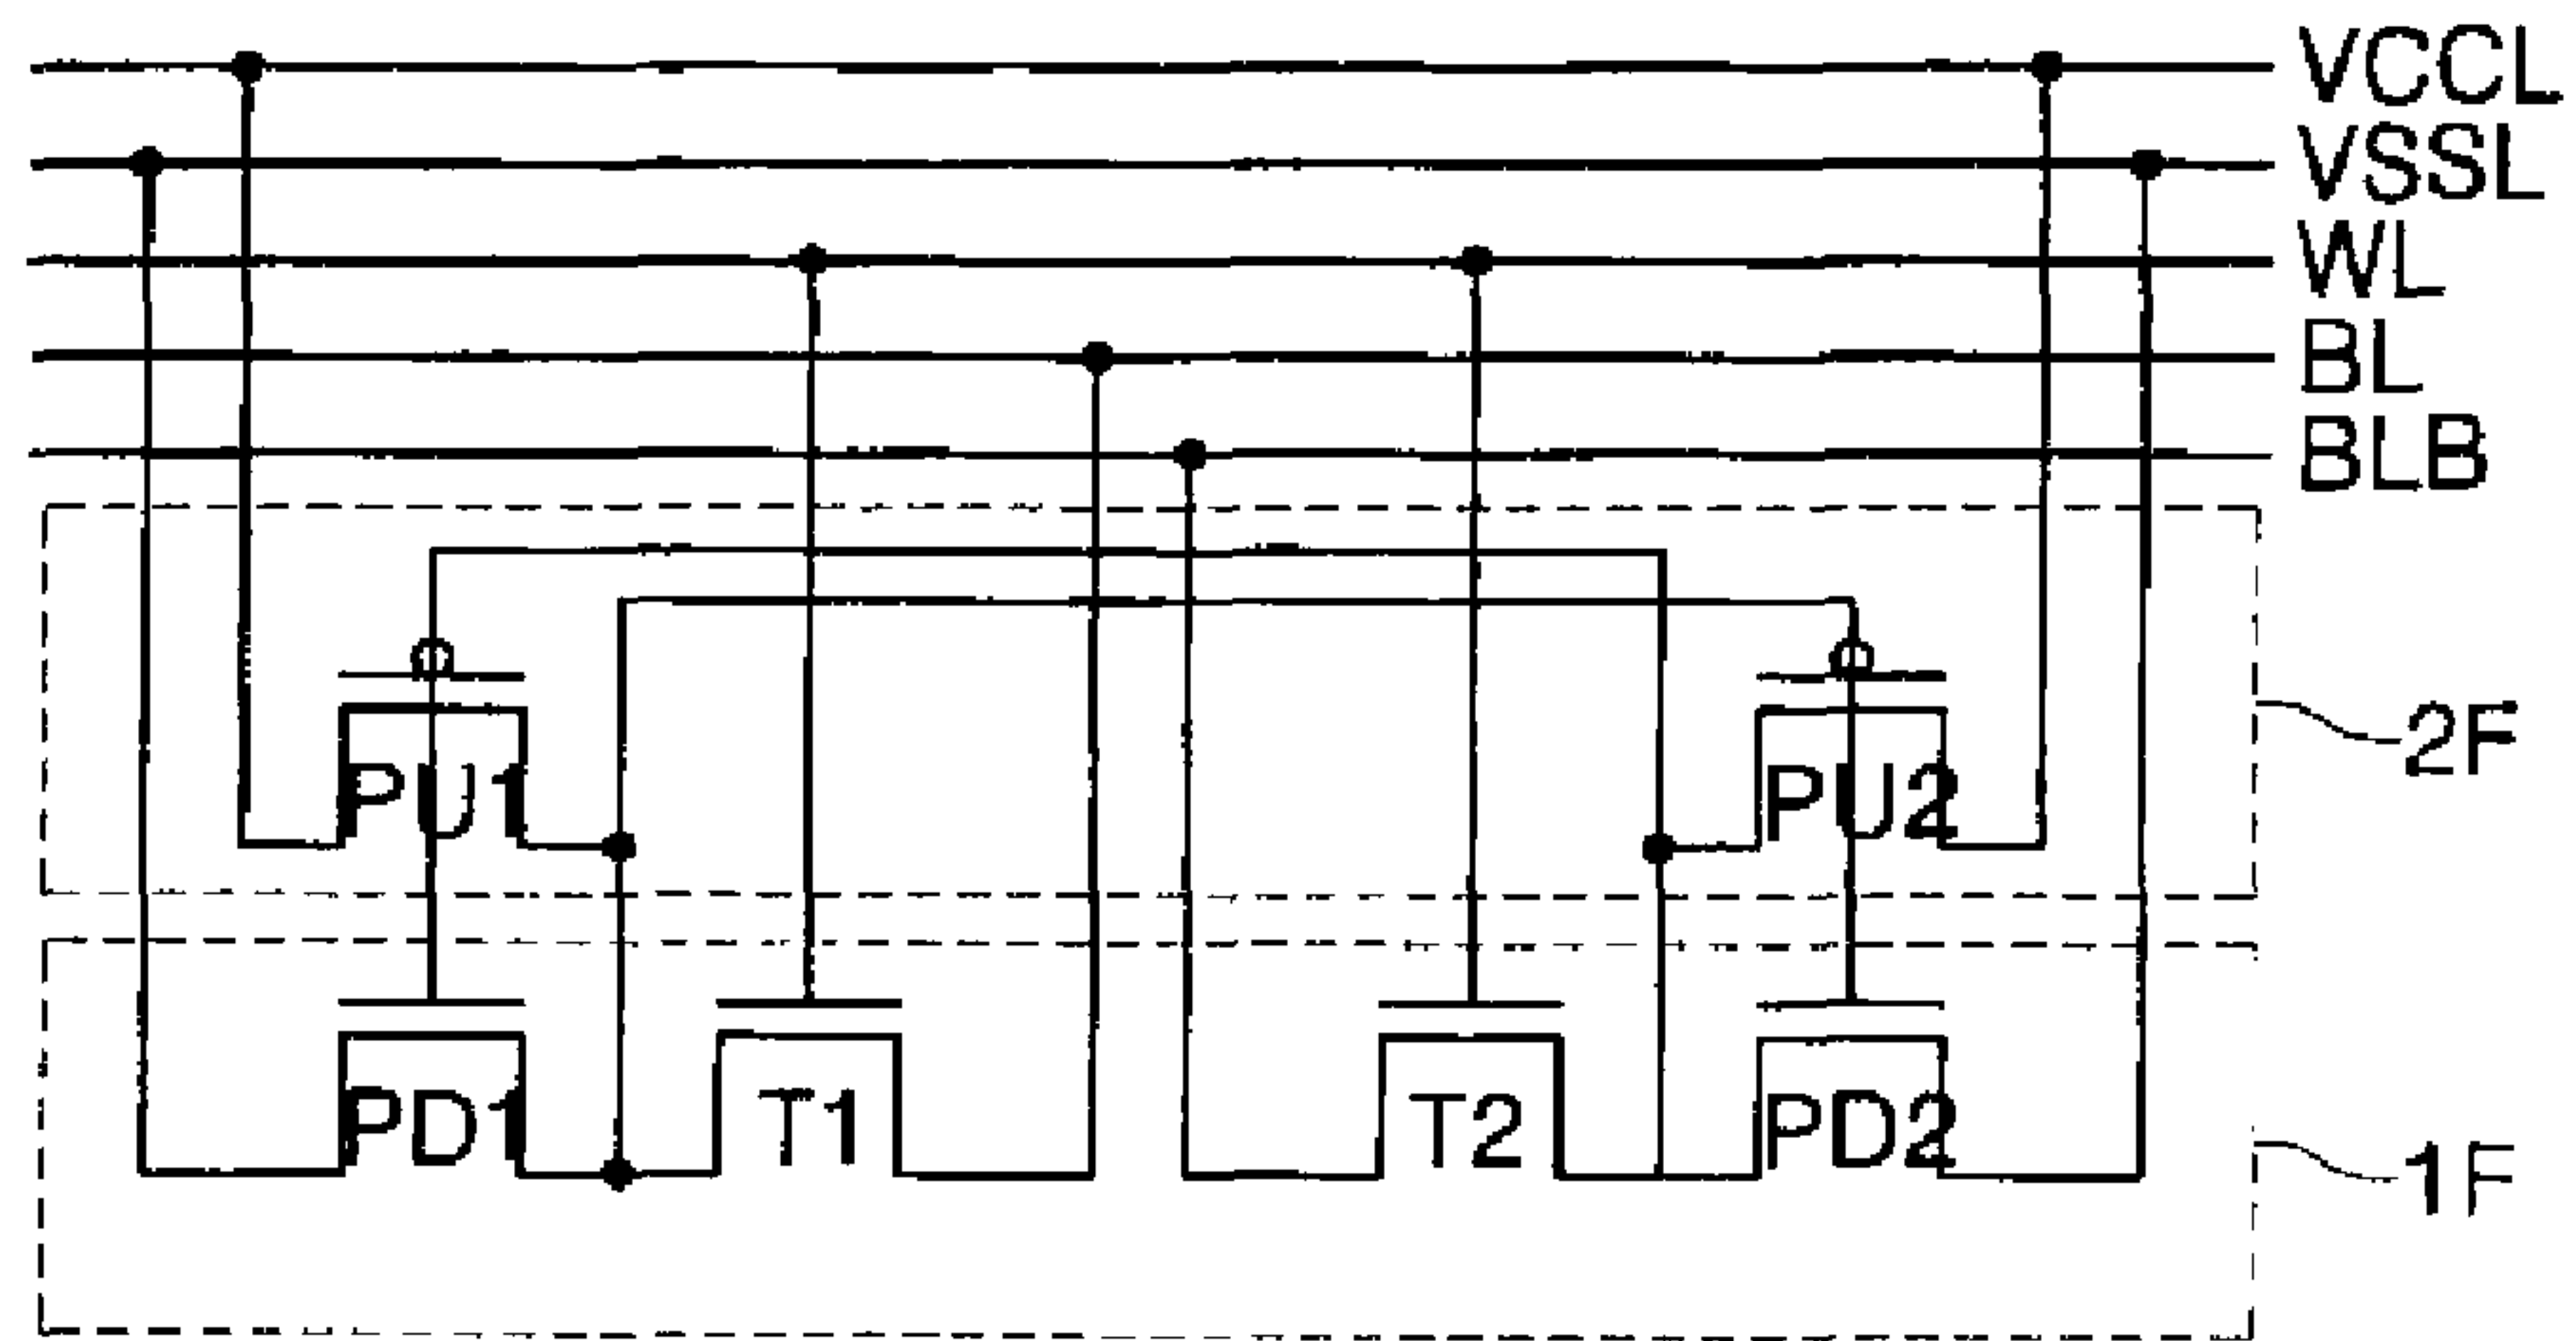 VCCL
VSSL
WL
BL
BLB
PU1
PU2
2F
PD1
T1
T2
PD2
1F